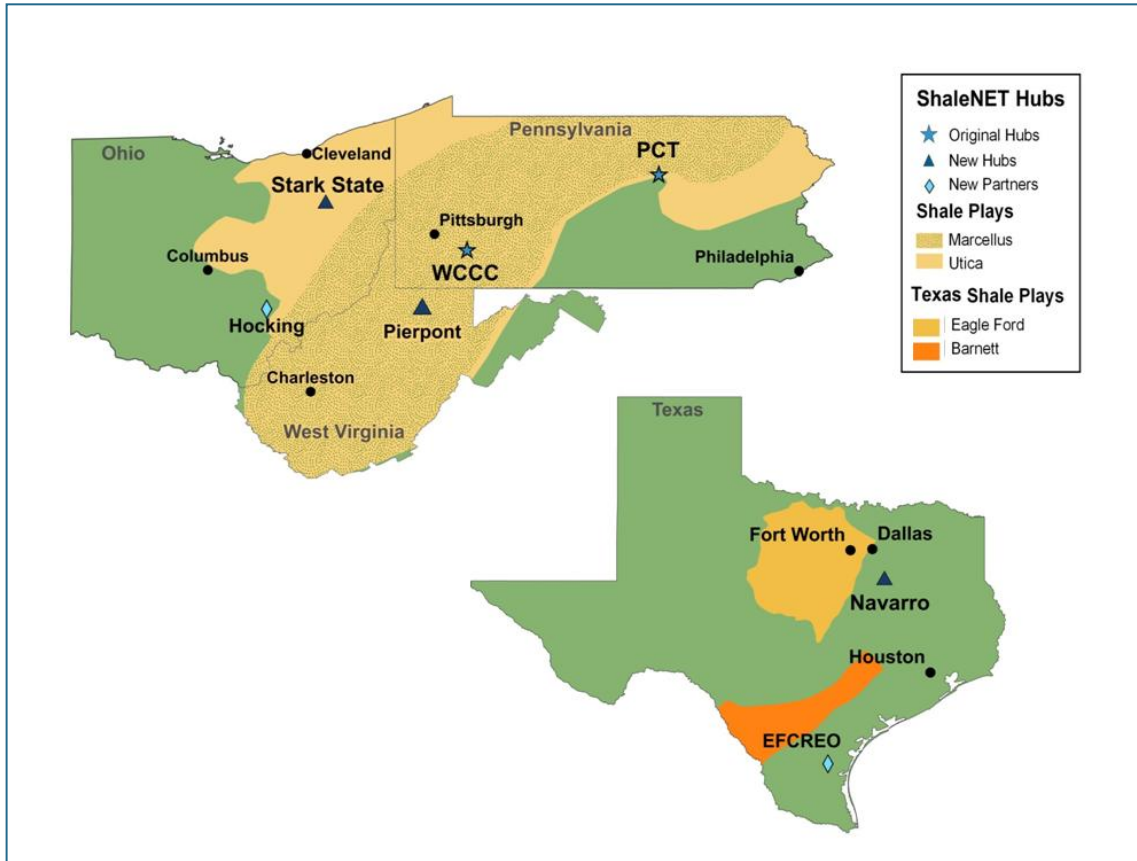 ShaleNET Hubs
Original Hubs
New Hubs
New Partners
Shale Plays
Marcellus
Utica
Texas Shale Plays
Eagle Ford
Barnett
Ohio
Pennsylvania
Cleveland
PCT
Stark State
Pittsburgh
Columbus
WCCC
Philadelphia
Hocking
Pierpont
Charleston
West Virginia
Texas
Fort Worth
Dallas
Navarro
Houston
EFCREO